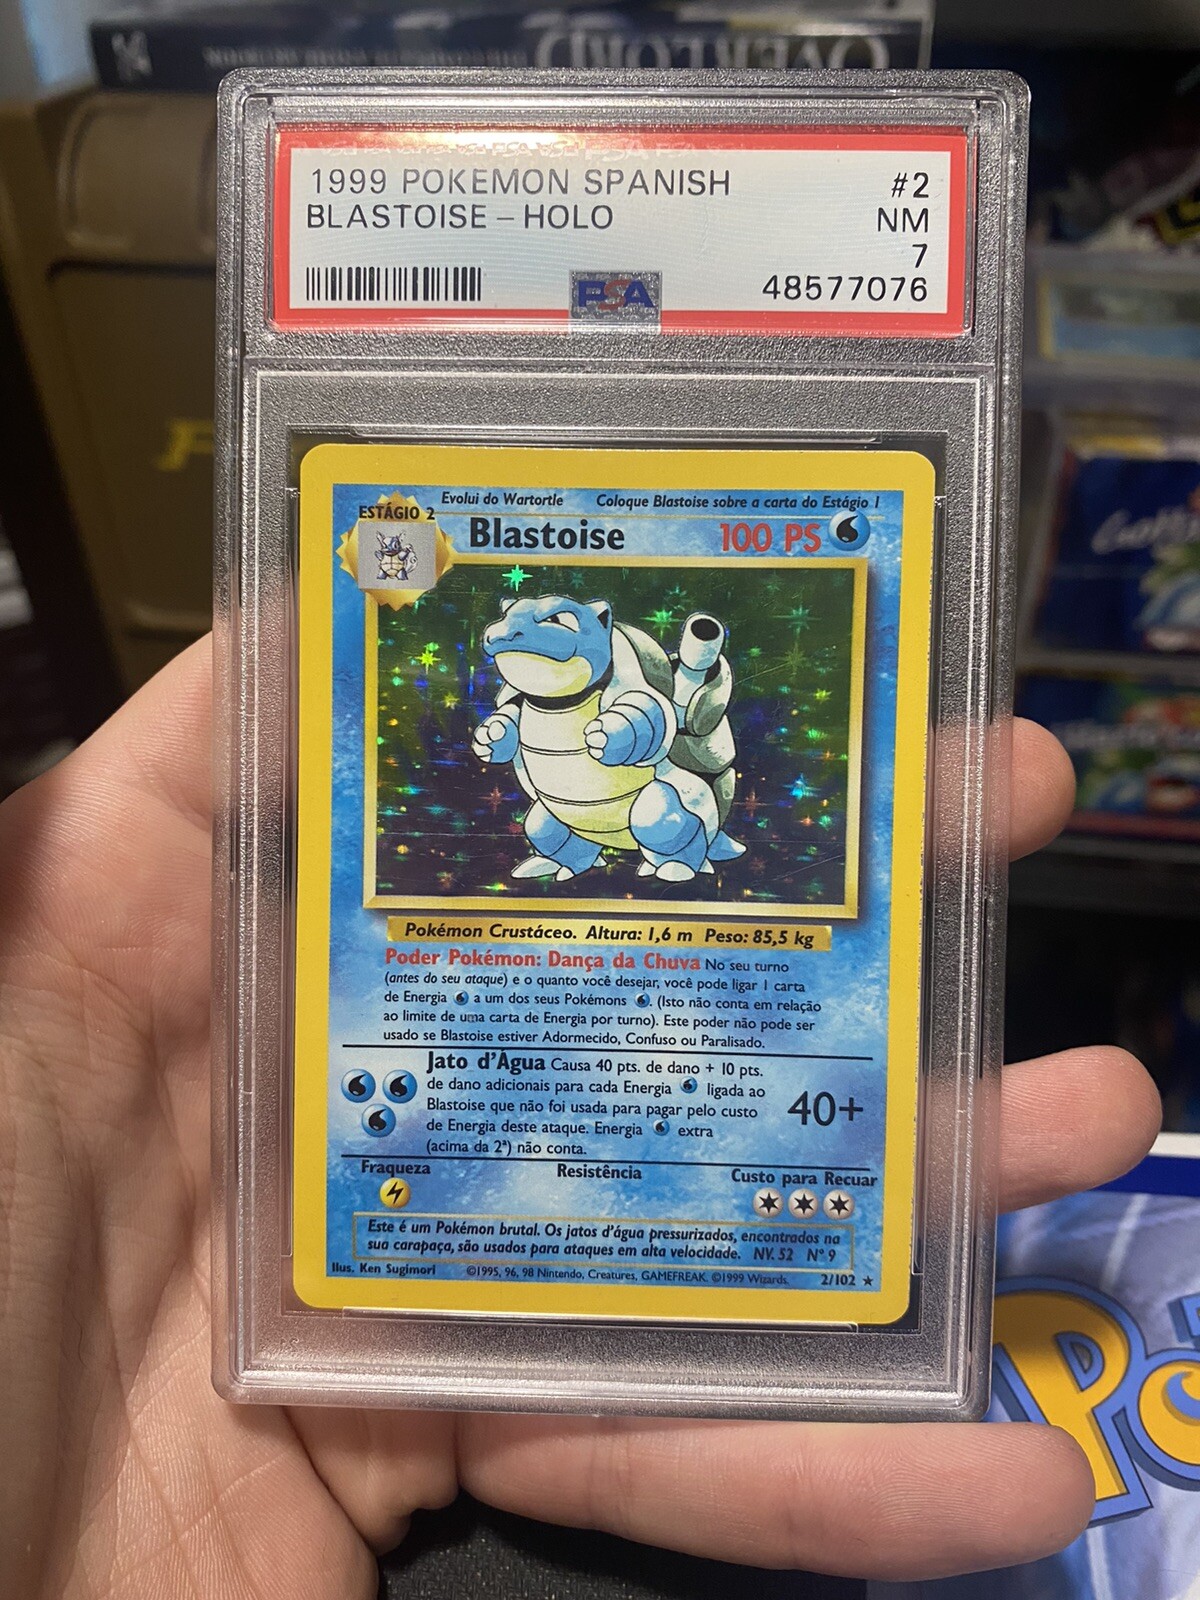 OVERLORD
1999 POKEMON SPANISH #2
BLASTOISE – HOLO NM
7
48577076
PSA
Evolui do Wartortle Coloque Blastoise sobre a carta do Estágio 1
ESTÁGIO 2
Blastoise 100 PS
Pokémon Crustáceo. Altura: 1,6 m Peso: 85,5 kg
Poder Pokémon: Dança da Chuva No seu turno
(antes do seu ataque) e o quanto você desejar, você pode ligar 1 carta
de Energia a um dos seus Pokémons . (Isto não conta em relação
ao limite de uma carta de Energia por turno). Este poder não pode ser
usado se Blastoise estiver Adormecido, Confuso ou Paralisado.
Jato d'Água Causa 40 pts. de dano + 10 pts.
de dano adicionais para cada Energia ligada ao
Blastoise que não foi usada para pagar pelo custo
de Energia deste ataque. Energia extra
(acima da 2ª) não conta.
40+
Fraqueza Resistência Custo para Recuar
Este é um Pokémon brutal. Os jatos d'água pressurizados, encontrados na
sua carapaça, são usados para ataques em alta velocidade. NV. 52 Nº 9
Ilus. Ken Sugimori ©1995, 96, 98 Nintendo, Creatures, GAMEFREAK. ©1999 Wizards. 2/102 ★